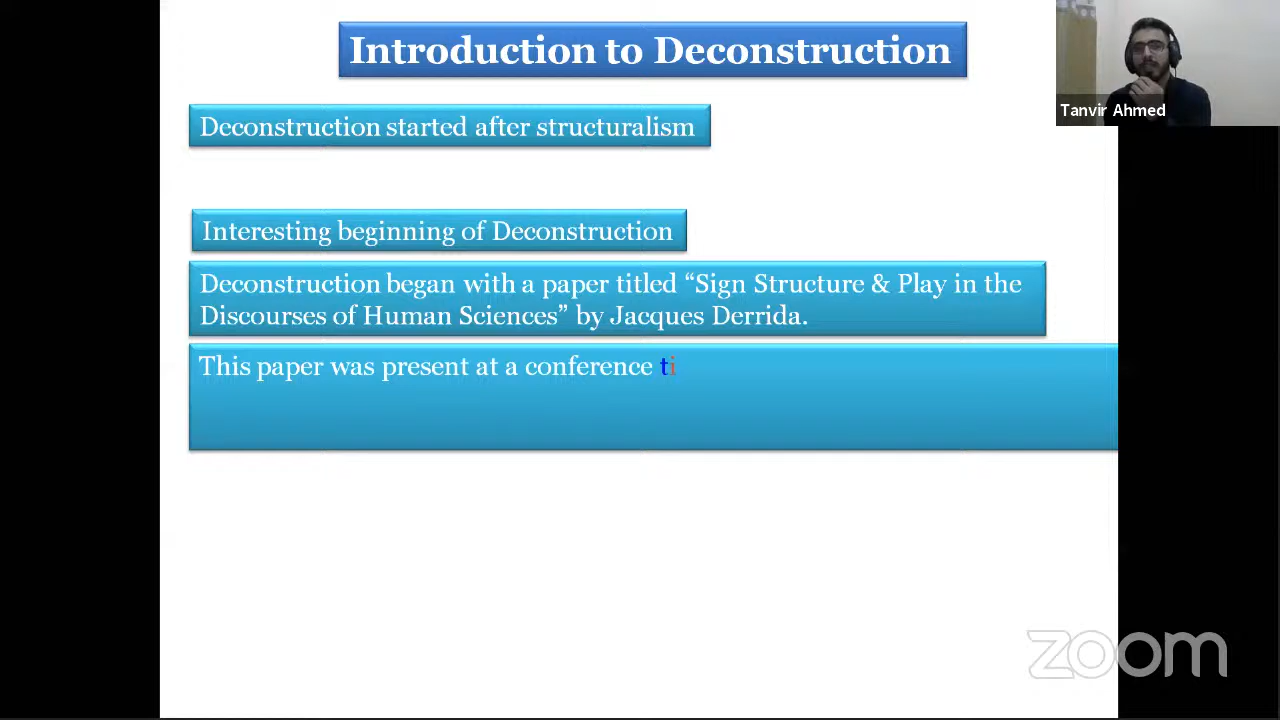 Introduction to Deconstruction
Tanvir Ahmed
Deconstruction started after structuralism
Interesting beginning of Deconstruction
Deconstruction began with a paper titled “Sign Structure & Play in the
Discourses of Human Sciences” by Jacques Derrida.
This paper was present at a conference ti
zoom